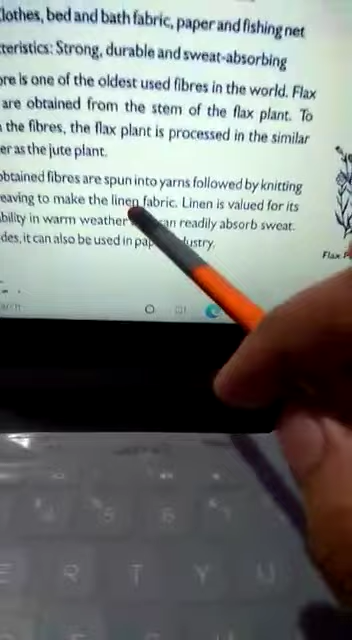 lothes, bed and bath fabric, paper and fishing net
teristics: Strong, durable and sweat-absorbing
re is one of the oldest used fibres in the world. Flax
are obtained from the stem of the flax plant. To
the fibres, the flax plant is processed in the similar
er as the jute plant.
obtained fibres are spun into yarns followed by knitting
eaving to make the linen fabric. Linen is valued for its
bility in warm weather can readily absorb sweat.
des, it can also be used in pap ustry.
Flax P
E R T Y U